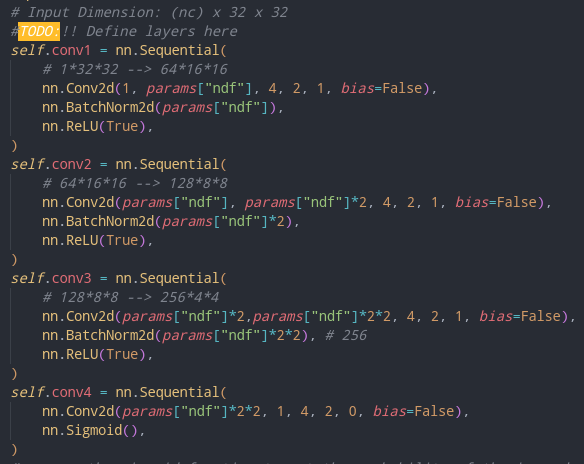 # Input Dimension: (nc) x 32 x 32
#TODO:!! Define layers here
self.conv1 = nn.Sequential(
# 1*32*32 --> 64*16*16
nn.Conv2d(1, params["ndf"], 4, 2, 1, bias=False),
nn.BatchNorm2d(params["ndf"]),
nn.ReLU(True),
)
self.conv2 = nn.Sequential(
# 64*16*16 --> 128*8*8
nn.Conv2d(params["ndf"], params["ndf"]*2, 4, 2, 1, bias=False),
nn.BatchNorm2d(params["ndf"]*2),
nn.ReLU(True),
)
self.conv3 = nn.Sequential(
# 128*8*8 --> 256*4*4
nn.Conv2d(params["ndf"]*2,params["ndf"]*2*2, 4, 2, 1, bias=False),
nn.BatchNorm2d(params["ndf"]*2*2), # 256
nn.ReLU(True),
)
self.conv4 = nn.Sequential(
nn.Conv2d(params["ndf"]*2*2, 1, 4, 2, 0, bias=False),
nn.Sigmoid(),
)